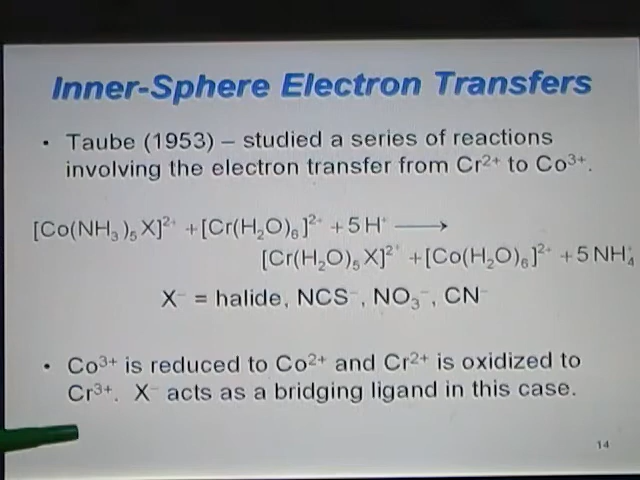 Inner-Sphere Electron Transfers
• Taube (1953) – studied a series of reactions
involving the electron transfer from Cr²⁺ to Co³⁺.
[Co(NH₃)₅X]²⁺ + [Cr(H₂O)₆]²⁺ + 5H⁺ ⟶
[Cr(H₂O)₅X]²⁺ + [Co(H₂O)₆]²⁺ + 5NH₄⁺
X⁻ = halide, NCS⁻, NO₃⁻, CN⁻
• Co³⁺ is reduced to Co²⁺ and Cr²⁺ is oxidized to
Cr³⁺. X⁻ acts as a bridging ligand in this case.
14